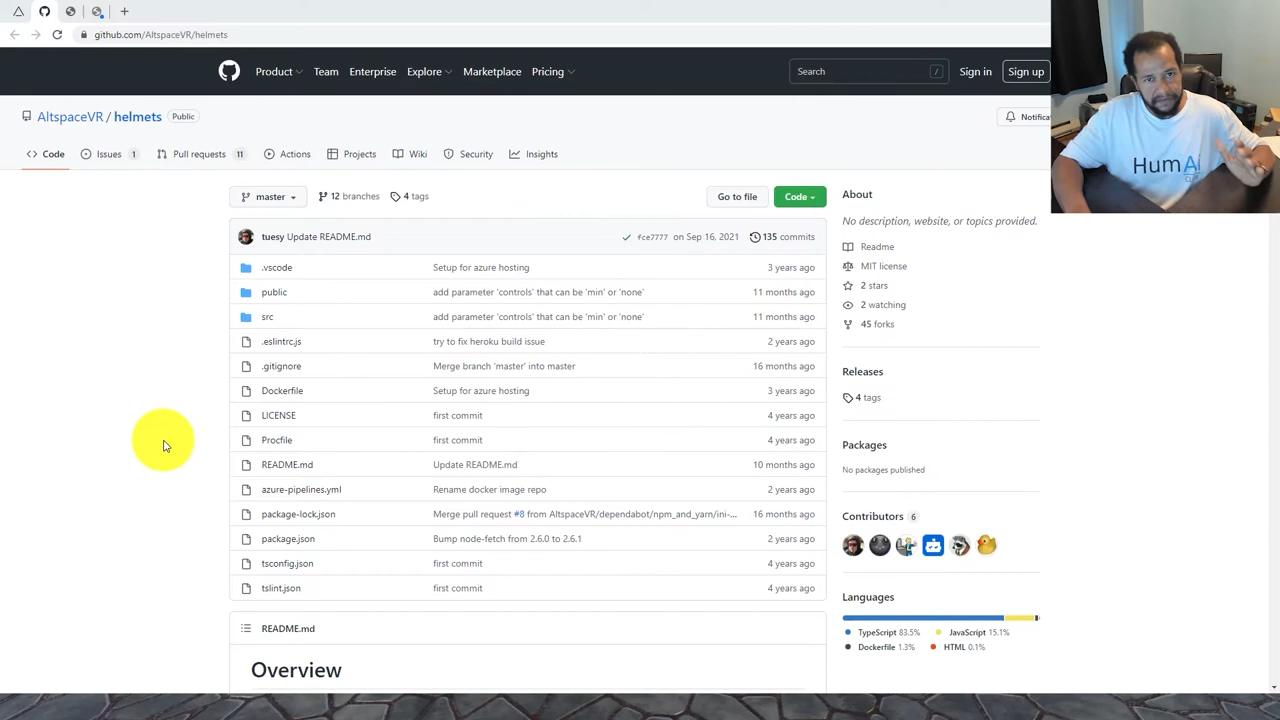 github.com/AltspaceVR/helmets
Product Team Enterprise Explore Marketplace Pricing Search / Sign in Sign up
AltspaceVR / helmets Public Notifica
Code Issues 1 Pull requests 11 Actions Projects Wiki Security Insights
master 12 branches 4 tags Go to file Code
tuesy Update README.md fce7777 on Sep 16, 2021 135 commits
.vscode Setup for azure hosting 3 years ago
public add parameter 'controls' that can be 'min' or 'none' 11 months ago
src add parameter 'controls' that can be 'min' or 'none' 11 months ago
.eslintrc.js try to fix heroku build issue 2 years ago
.gitignore Merge branch 'master' into master 16 months ago
Dockerfile Setup for azure hosting 3 years ago
LICENSE first commit 4 years ago
Procfile first commit 4 years ago
README.md Update README.md 10 months ago
azure-pipelines.yml Rename docker image repo 2 years ago
package-lock.json Merge pull request #8 from AltspaceVR/dependabot/npm_and_yarn/ini-... 16 months ago
package.json Bump node-fetch from 2.6.0 to 2.6.1 2 years ago
tsconfig.json first commit 4 years ago
tslint.json first commit 4 years ago
README.md
Overview
About
No description, website, or topics provided.
Readme
MIT license
2 stars
2 watching
45 forks
Releases
4 tags
Packages
No packages published
Contributors 6
Languages
TypeScript 83.5% JavaScript 15.1%
Dockerfile 1.3% HTML 0.1%
HumAi